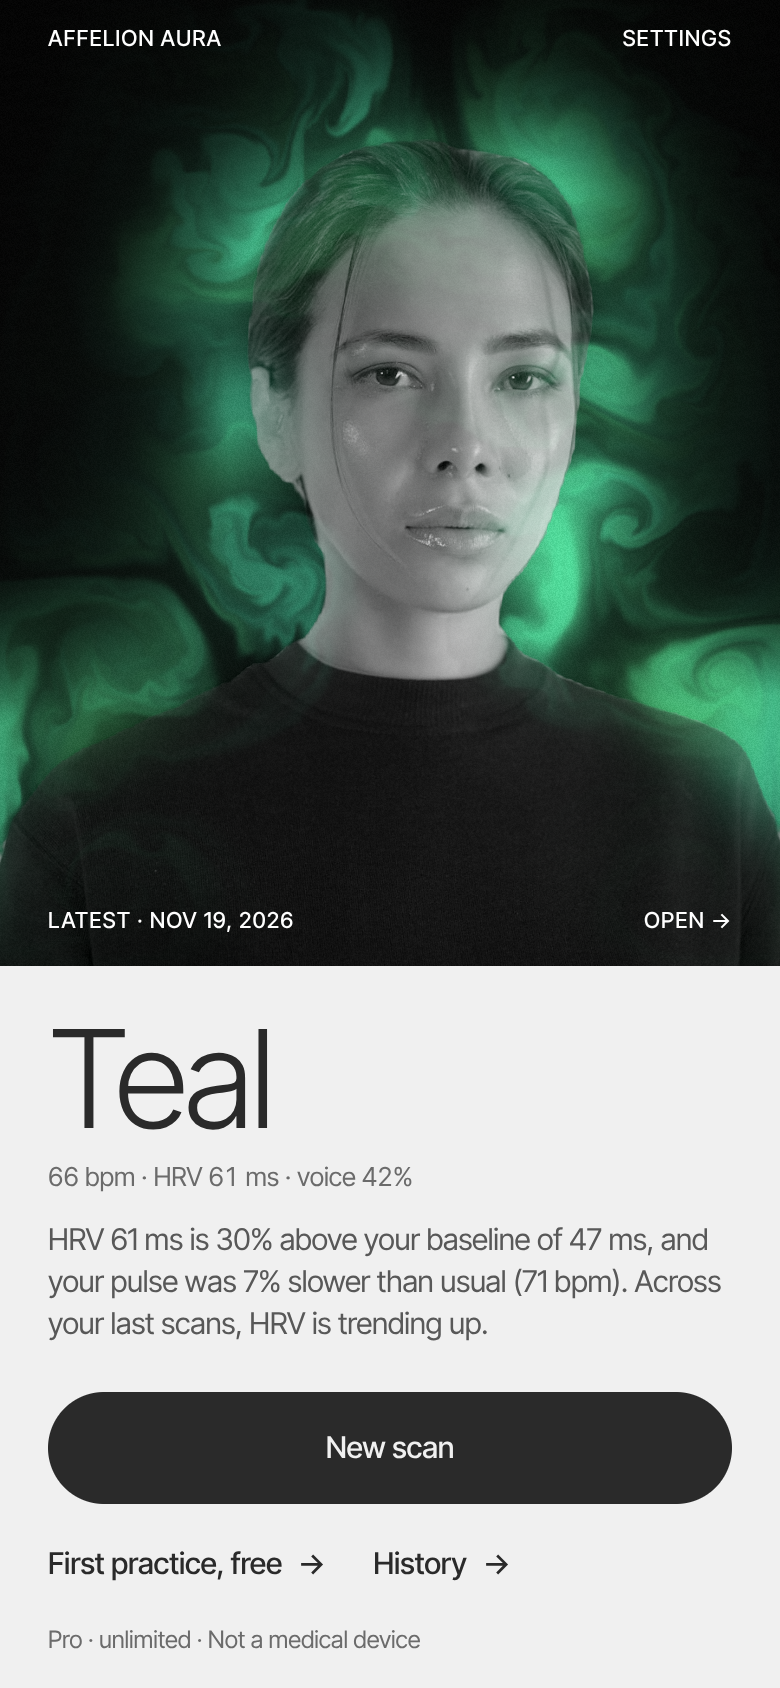 AFFELION AURA
SETTINGS
LATEST · NOV 19, 2026
OPEN →
Teal
66 bpm · HRV 61 ms · voice 42%
HRV 61 ms is 30% above your baseline of 47 ms, and
your pulse was 7% slower than usual (71 bpm). Across
your last scans, HRV is trending up.
New scan
First practice, free →
History →
Pro · unlimited · Not a medical device